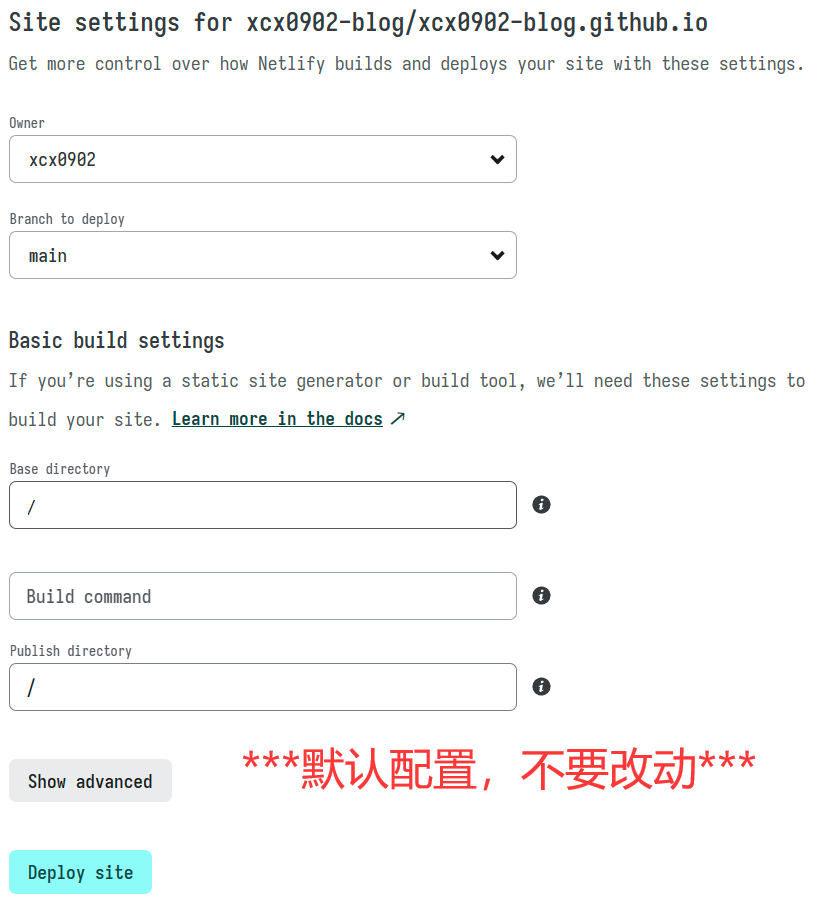 Site settings for xcx0902-blog/xcx0902-blog.github.io
Get more control over how Netlify builds and deploys your site with these settings.
Owner
xcx0902
Branch to deploy
main
Basic build settings
If you’re using a static site generator or build tool, we’ll need these settings to
build your site. Learn more in the docs ↗
Base directory
/
Build command
Publish directory
/
***默认配置，不要改动***
Show advanced
Deploy site